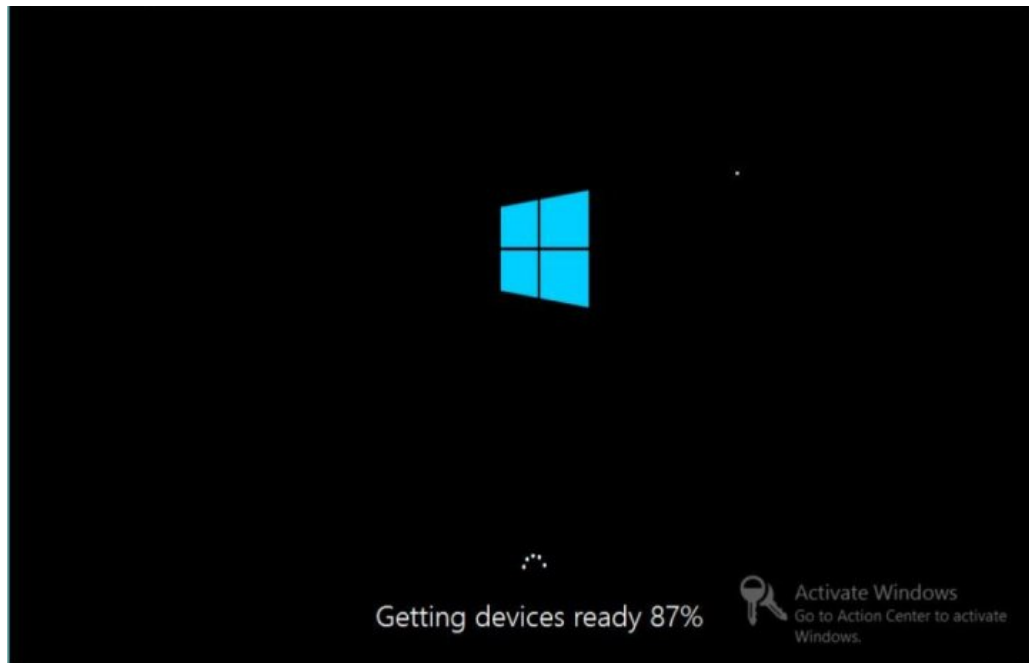 Getting devices ready 87%
Activate Windows
Go to Action Center to activate
Windows.